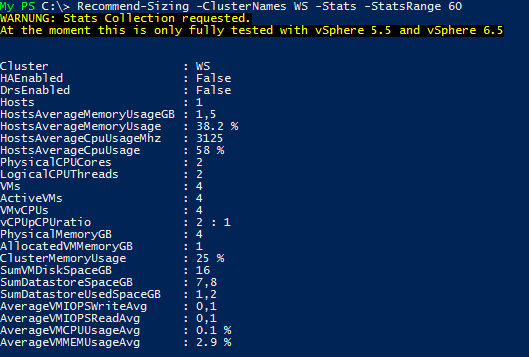 My PS C:\> Recommend-Sizing -ClusterNames WS -Stats -StatsRange 60
WARNUNG: Stats Collection requested.
At the moment this is only fully tested with vSphere 5.5 and vSphere 6.5
Cluster : WS
HAEnabled : False
DrsEnabled : False
Hosts : 1
HostsAverageMemoryUsageGB : 1,5
HostsAverageMemoryUsage : 38.2 %
HostsAverageCpuUsageMhz : 3125
HostsAverageCpuUsage : 58 %
PhysicalCPUCores : 2
LogicalCPUThreads : 2
VMs : 4
ActiveVMs : 4
VMvCPUs : 4
vCPUpCPUratio : 2 : 1
PhysicalMemoryGB : 4
AllocatedVMMemoryGB : 1
ClusterMemoryUsage : 25 %
SumVMDiskSpaceGB : 16
SumDatastoreSpaceGB : 7,8
SumDatastoreUsedSpaceGB : 1,2
AverageVMIOPSWriteAvg : 0,1
AverageVMIOPSReadAvg : 0,1
AverageVMCPUUsageAvg : 0.1 %
AverageVMMEMUsageAvg : 2.9 %